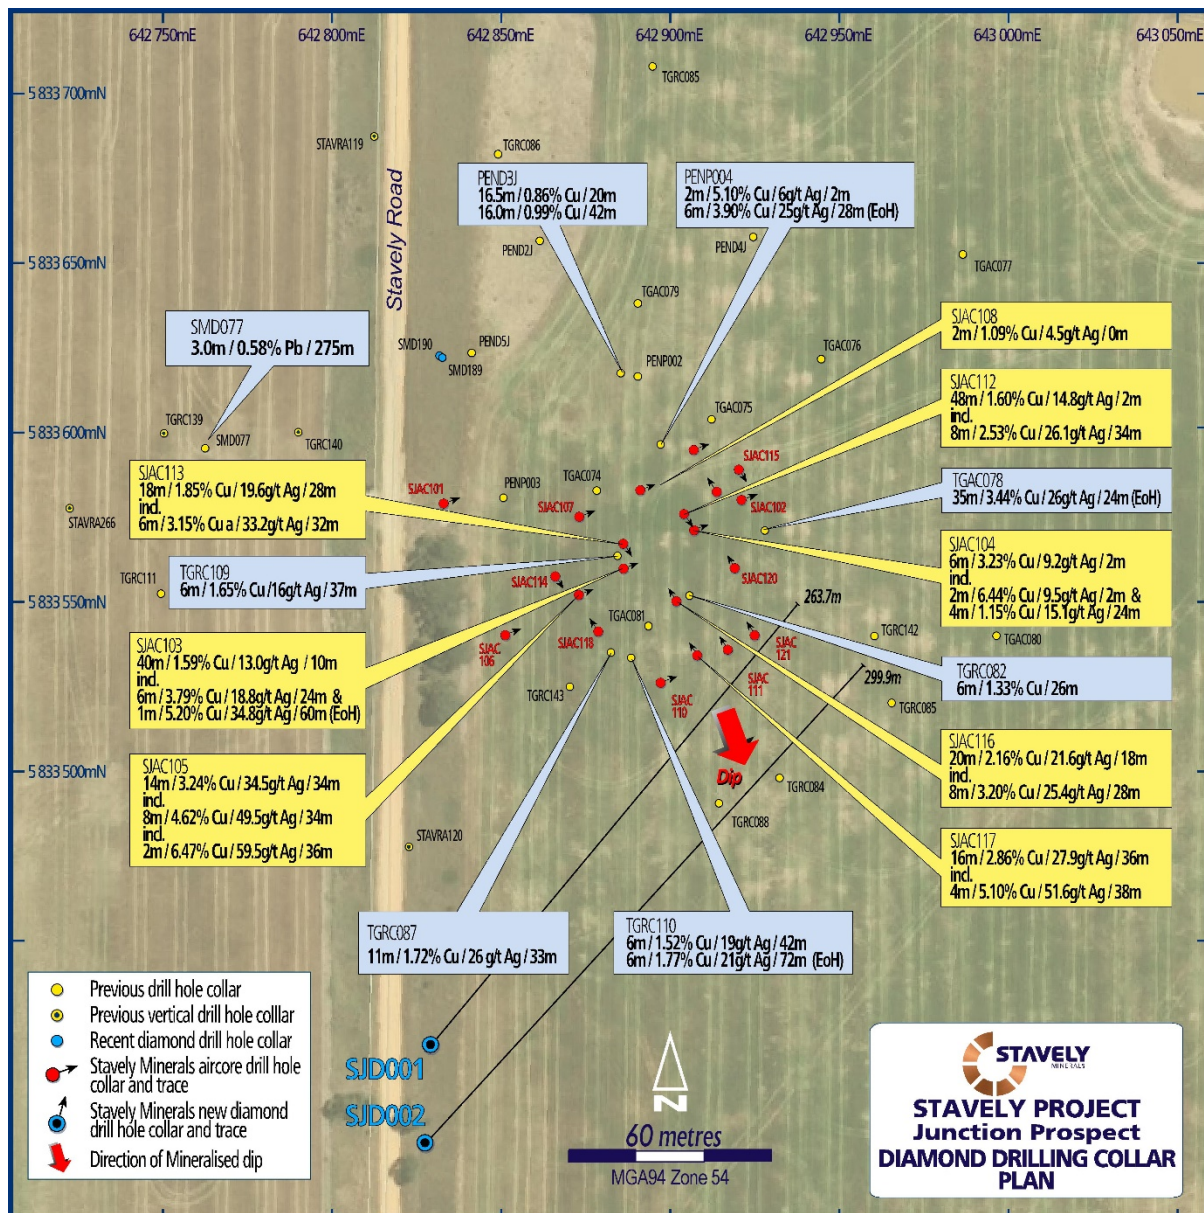 642 750mE
642 800mE
642 850mE
642 900mE
642 950mE
643 000mE
643 050mE
5 833 700mN
5 833 650mN
5 833 600mN
5 833 550mN
5 833 500mN
Stavely Road
TGRC085
STAVRA119
TGRC086
PEND3J
16.5m / 0.86% Cu / 20m
16.0m / 0.99% Cu / 42m
PENP004
2m / 5.10% Cu / 6g/t Ag / 2m
6m / 3.90% Cu / 25g/t Ag / 28m (EoH)
PEND2J
PEND4J
TGAC077
TGAC079
SMD077
3.0m / 0.58% Pb / 275m
SMD190
SMD189
PEND5J
PENP002
TGAC076
SJAC108
2m / 1.09% Cu / 4.5g/t Ag / 0m
TGAC075
SJAC112
48m / 1.60% Cu / 14.8g/t Ag / 2m
incl.
8m / 2.53% Cu / 26.1g/t Ag / 34m
TGRC139
SMD077
TGRC140
SJAC115
SJAC113
18m / 1.85% Cu / 19.6g/t Ag / 28m
incl.
6m / 3.15% Cu a / 33.2g/t Ag / 32m
STAVRA266
SJAC101
PENP003
TGAC074
SJAC107
SJAC102
TGAC078
35m / 3.44% Cu / 26g/t Ag / 24m (EoH)
TGRC111
TGRC109
6m / 1.65% Cu /16g/t Ag / 37m
SJAC114
SJAC120
SJAC104
6m / 3.23% Cu / 9.2g/t Ag / 2m
incl.
2m / 6.44% Cu / 9.5g/t Ag / 2m &
4m / 1.15% Cu / 15.1g/t Ag / 24m
263.7m
TGAC081
TGRC142
TGAC080
SJAC103
40m / 1.59% Cu / 13.0g/t Ag / 10m
incl.
6m / 3.79% Cu / 18.8g/t Ag / 24m &
1m / 5.20% Cu / 34.8g/t Ag / 60m (EoH)
SJAC
106
SJAC118
SJAC
121
SJAC
111
TGRC082
6m / 1.33% Cu / 26m
299.9m
TGRC143
SJAC
110
TGRC085
SJAC105
14m / 3.24% Cu / 34.5g/t Ag / 34m
incl.
8m / 4.62% Cu / 49.5g/t Ag / 34m
incl.
2m / 6.47% Cu / 59.5g/t Ag / 36m
Dip
TGRC084
TGRC088
SJAC116
20m / 2.16% Cu / 21.6g/t Ag / 18m
incl.
8m / 3.20% Cu / 25.4g/t Ag / 28m
STAVRA120
SJAC117
16m / 2.86% Cu / 27.9g/t Ag / 36m
incl.
4m / 5.10% Cu / 51.6g/t Ag / 38m
TGRC087
11m / 1.72% Cu / 26 g/t Ag / 33m
TGRC110
6m / 1.52% Cu / 19g/t Ag / 42m
6m / 1.77% Cu / 21g/t Ag / 72m (EoH)
Previous drill hole collar
Previous vertical drill hole colllar
Recent diamond drill hole collar
Stavely Minerals aircore drill hole
collar and trace
Stavely Minerals new diamond
drill hole collar and trace
Direction of Mineralised dip
SJD001
SJD002
N
60 metres
MGA94 Zone 54
STAVELY
MINERALS
STAVELY PROJECT
Junction Prospect
DIAMOND DRILLING COLLAR
PLAN